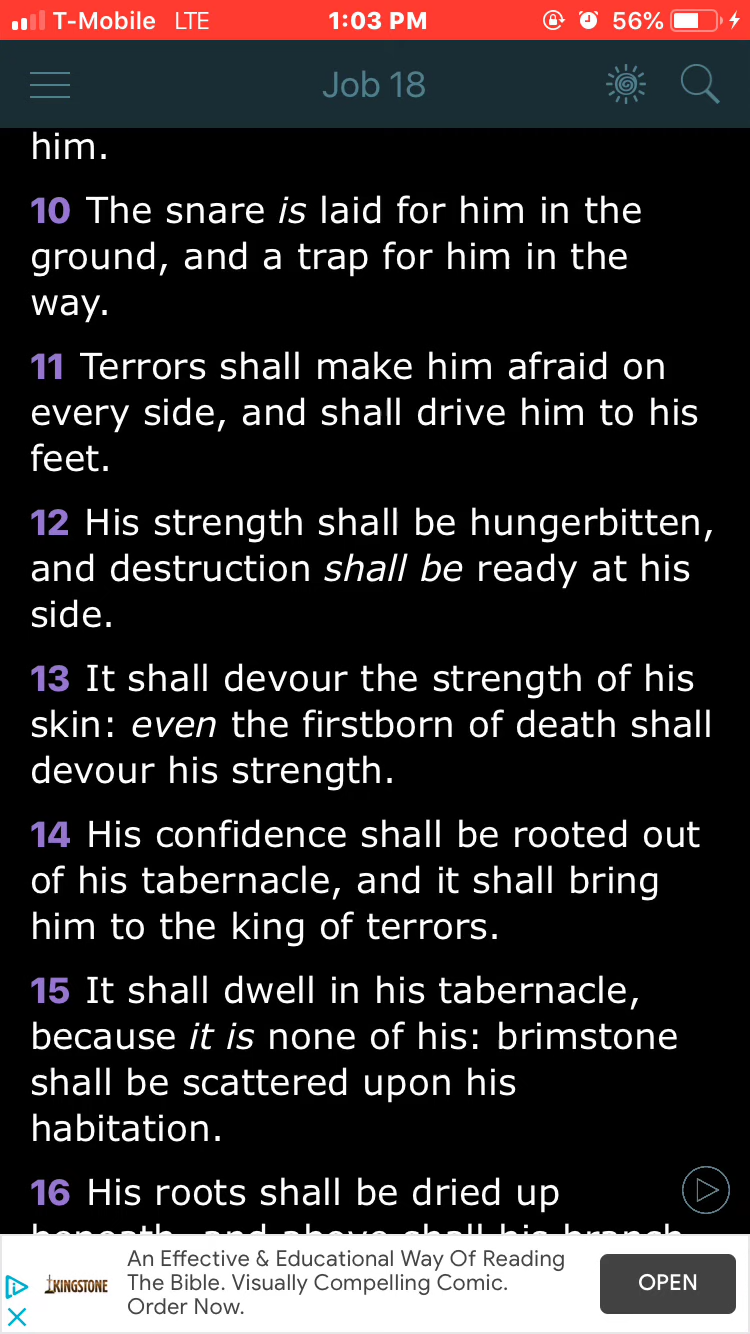 T-Mobile LTE 1:03 PM 56%
Job 18
him.
10 The snare is laid for him in the
ground, and a trap for him in the
way.
11 Terrors shall make him afraid on
every side, and shall drive him to his
feet.
12 His strength shall be hungerbitten,
and destruction shall be ready at his
side.
13 It shall devour the strength of his
skin: even the firstborn of death shall
devour his strength.
14 His confidence shall be rooted out
of his tabernacle, and it shall bring
him to the king of terrors.
15 It shall dwell in his tabernacle,
because it is none of his: brimstone
shall be scattered upon his
habitation.
16 His roots shall be dried up
beneath, and above shall his branch
An Effective & Educational Way Of Reading
The Bible. Visually Compelling Comic.
Order Now.
KINGSTONE
OPEN